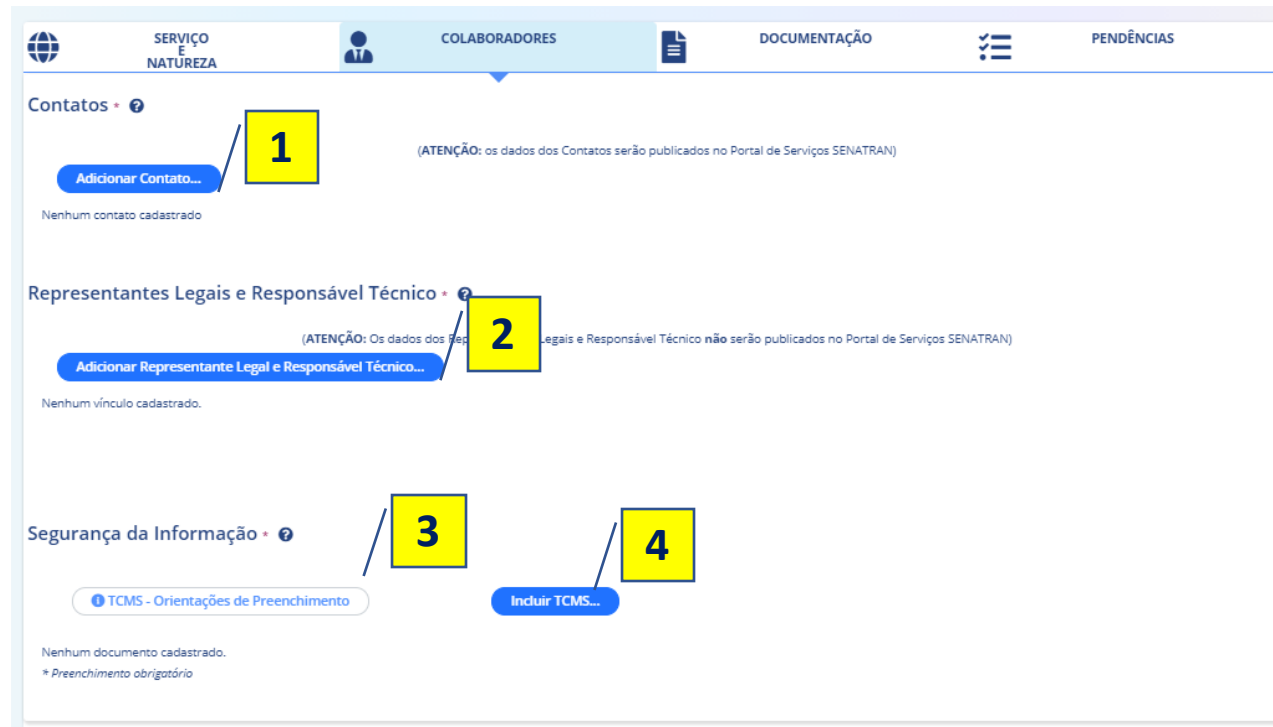 SERVIÇO
E
NATUREZA
COLABORADORES
DOCUMENTAÇÃO
PENDÊNCIAS
Contatos * ?
1
(ATENÇÃO: os dados dos Contatos serão publicados no Portal de Serviços SENATRAN)
Adicionar Contato...
Nenhum contato cadastrado
Representantes Legais e Responsável Técnico * ?
2
(ATENÇÃO: Os dados dos Legais e Responsável Técnico não serão publicados no Portal de Serviços SENATRAN)
Adicionar Representante Legal e Responsável Técnico...
Nenhum vínculo cadastrado.
3
4
Segurança da Informação * ?
TCMS - Orientações de Preenchimento
Incluir TCMS...
Nenhum documento cadastrado.
* Preenchimento obrigatório